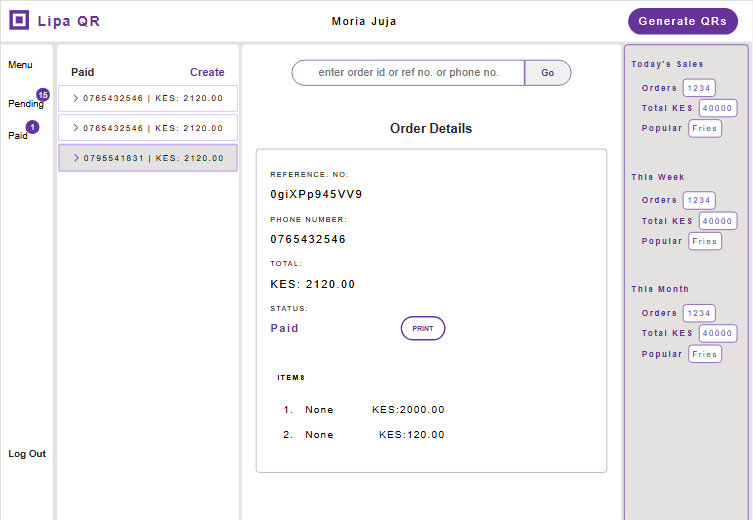 Lipa QR
Moria Juja
Generate QRs
Menu
Pending
15
Paid
1
Log Out
Paid
Create
0765432546 | KES: 2120.00
0765432546 | KES: 2120.00
0795541831 | KES: 2120.00
enter order id or ref no. or phone no.
Go
Order Details
REFERENCE. NO:
0giXPp945VV9
PHONE NUMBER:
0765432546
TOTAL:
KES: 2120.00
STATUS:
Paid
PRINT
ITEMS
1. None KES:2000.00
2. None KES:120.00
Today's Sales
Orders 1234
Total KES 40000
Popular Fries
This Week
Orders 1234
Total KES 40000
Popular Fries
This Month
Orders 1234
Total KES 40000
Popular Fries